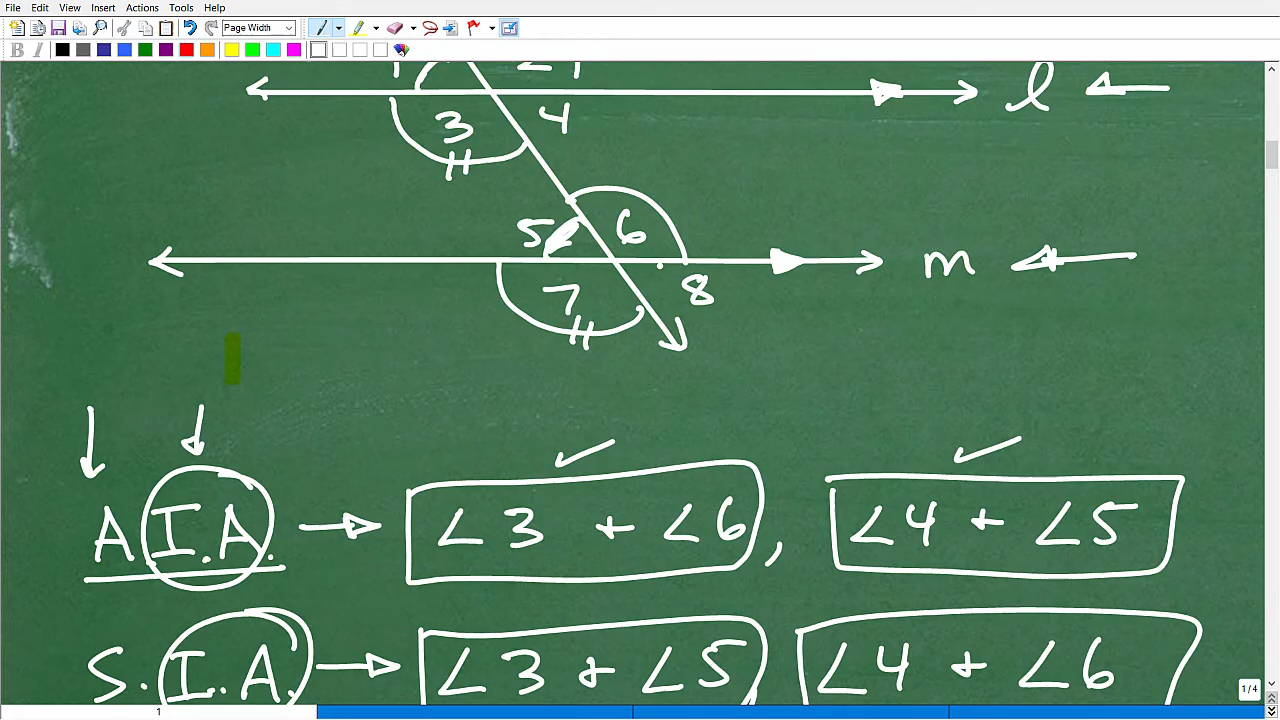 File Edit View Insert Actions Tools Help
Page Width
B I
l
3 4
5 6 m
7 8
A.I.A. → ∠3 + ∠6, ∠4 + ∠5
S.I.A. → ∠3 & ∠5 ∠4 + ∠6
1/4
1